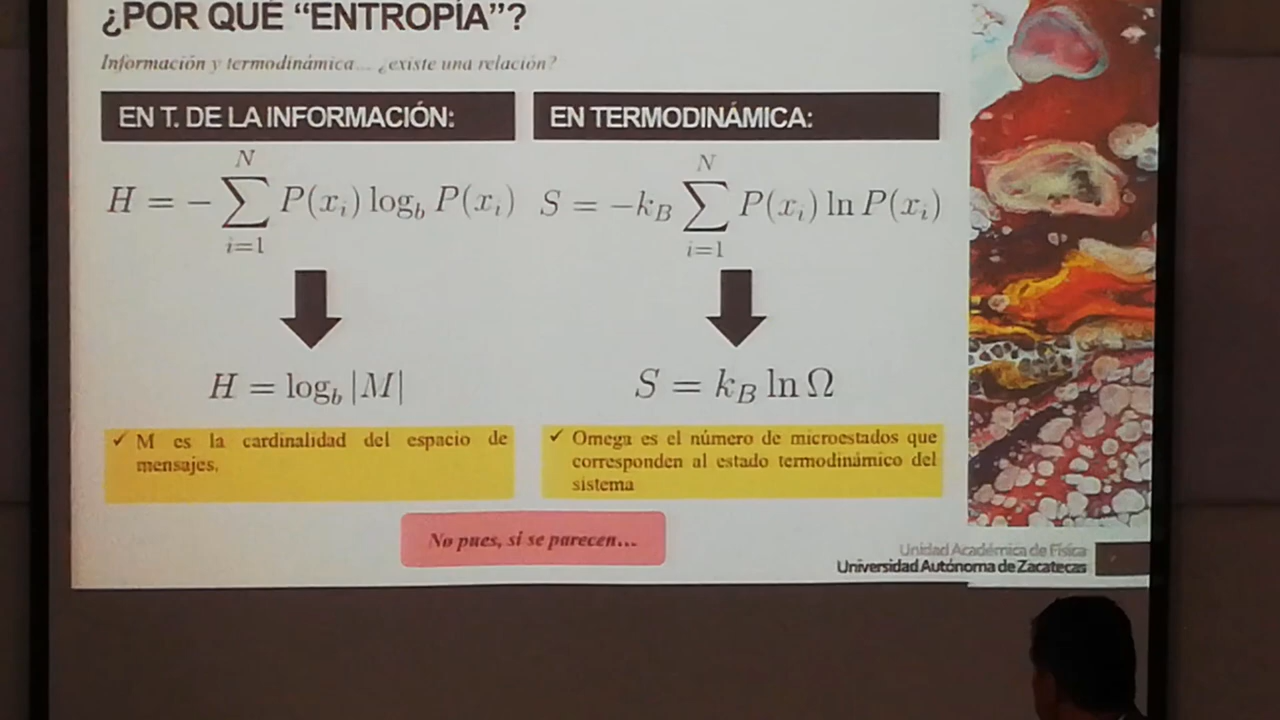 ¿POR QUÉ “ENTROPÍA”?
Información y termodinámica... ¿existe una relación?
EN T. DE LA INFORMACIÓN:
H = -∑_{i=1}^{N} P(x_i) log_b P(x_i)
H = log_b |M|
✓ M es la cardinalidad del espacio de
mensajes.
EN TERMODINÁMICA:
S = -k_B ∑_{i=1}^{N} P(x_i) ln P(x_i)
S = k_B ln Ω
✓ Omega es el número de microestados que
corresponden al estado termodinámico del
sistema
No pues, si se parecen...
Unidad Académica de Física
Universidad Autónoma de Zacatecas